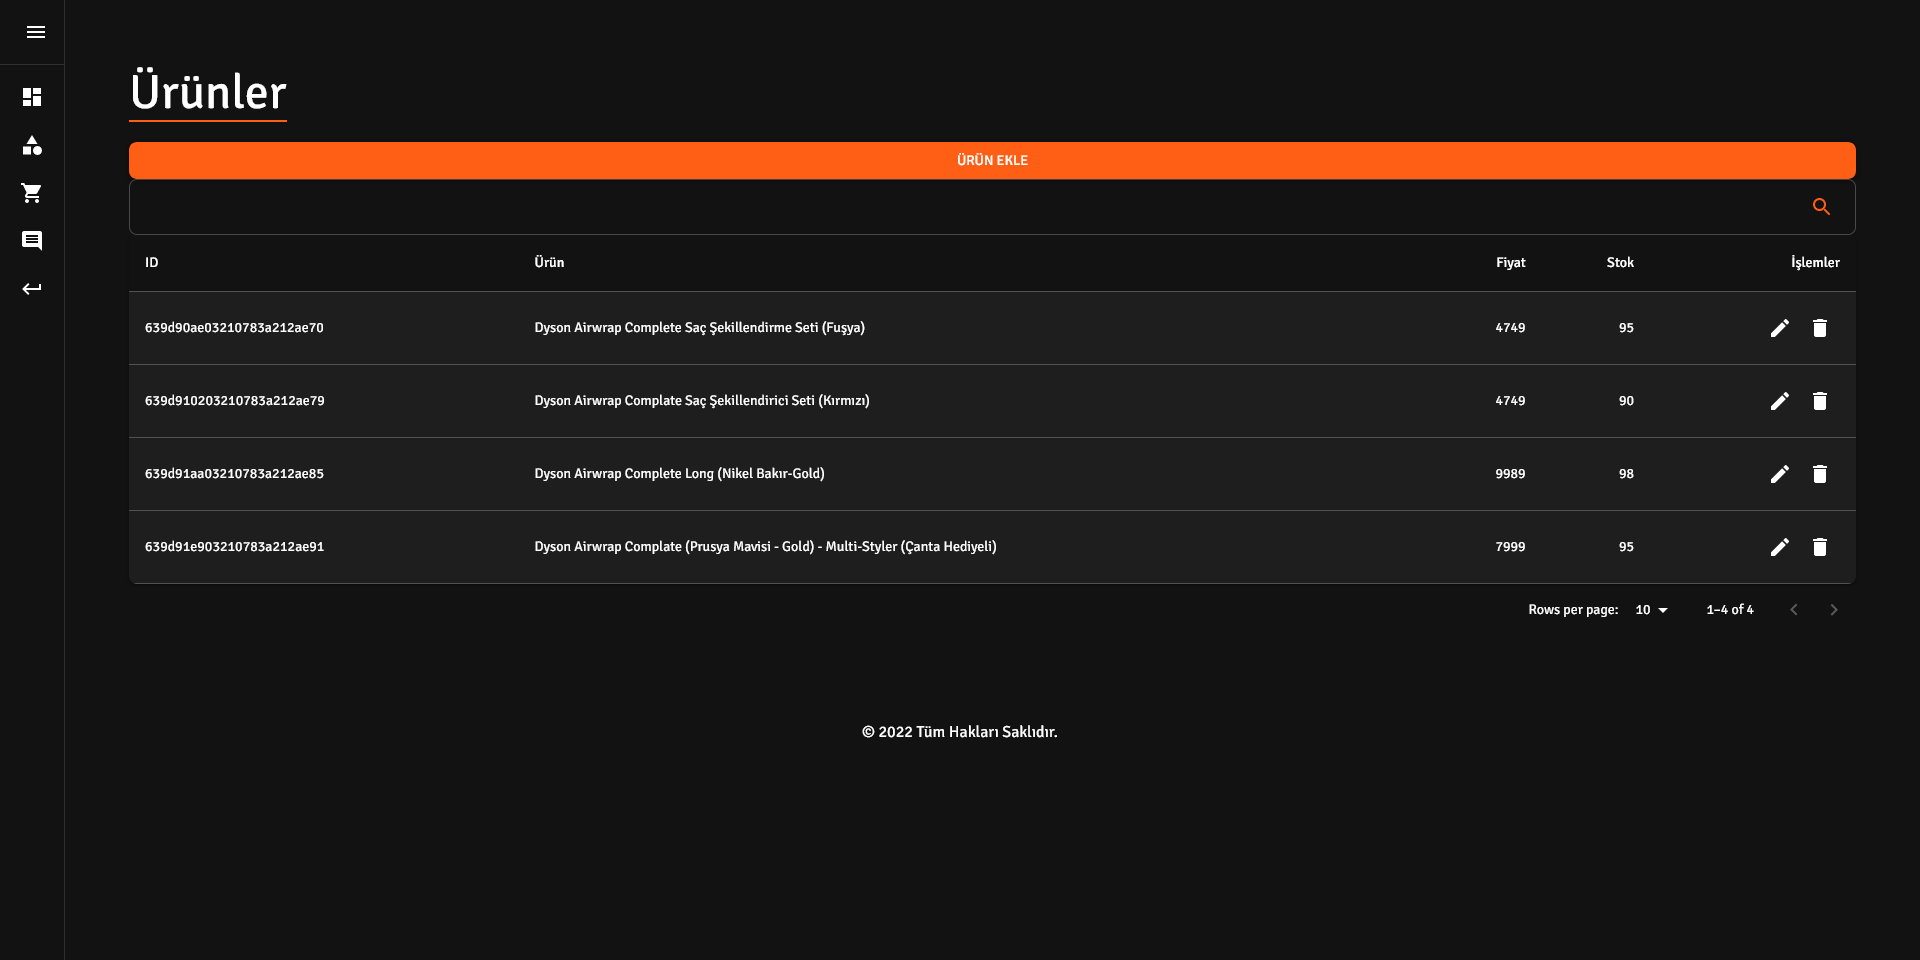 Ürünler
ÜRÜN EKLE
ID Ürün Fiyat Stok İşlemler
639d90ae03210783a212ae70 Dyson Airwrap Complete Saç Şekillendirme Seti (Fuşya) 4749 95
639d910203210783a212ae79 Dyson Airwrap Complate Saç Şekillendirici Seti (Kırmızı) 4749 90
639d91aa03210783a212ae85 Dyson Airwrap Complete Long (Nikel Bakır-Gold) 9989 98
639d91e903210783a212ae91 Dyson Airwrap Complate (Prusya Mavisi - Gold) - Multi-Styler (Çanta Hediyeli) 7999 95
Rows per page: 10 1–4 of 4
© 2022 Tüm Hakları Saklıdır.